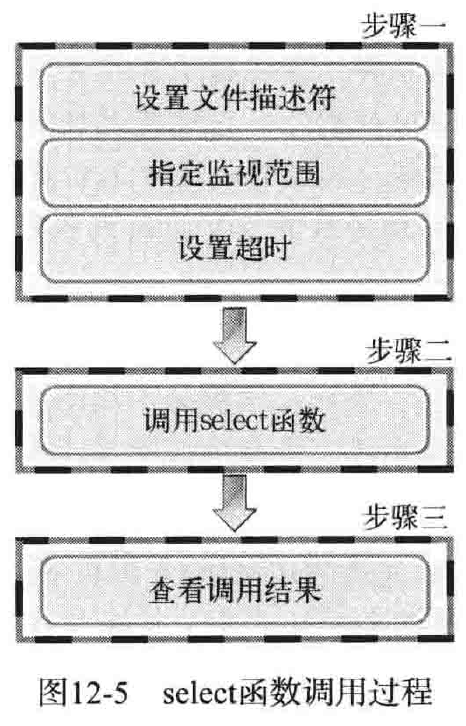 步骤一
设置文件描述符
指定监视范围
设置超时
步骤二
调用select函数
步骤三
查看调用结果
图12-5 select函数调用过程